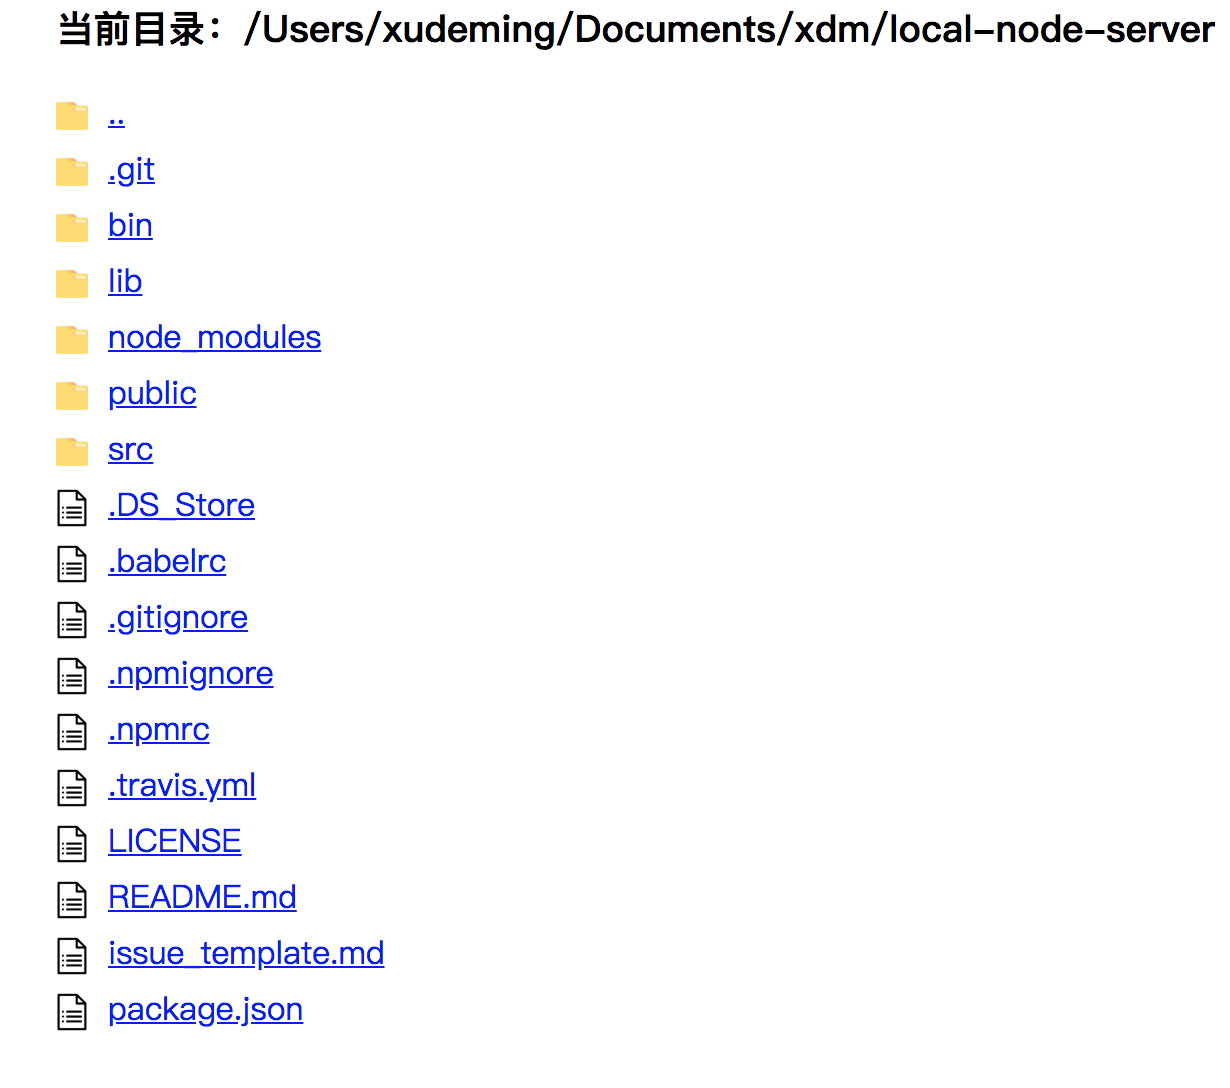 当前目录：/Users/xudeming/Documents/xdm/local-node-server
..
.git
bin
lib
node_modules
public
src
.DS_Store
.babelrc
.gitignore
.npmignore
.npmrc
.travis.yml
LICENSE
README.md
issue_template.md
package.json